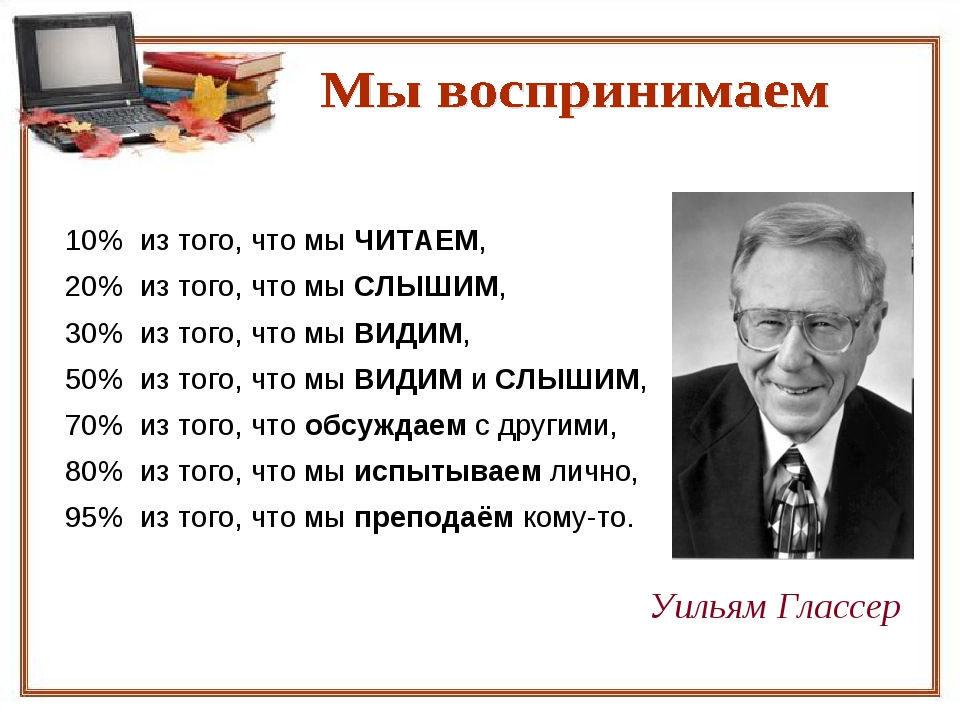 Мы воспринимаем
10% из того, что мы ЧИТАЕМ,
20% из того, что мы СЛЫШИМ,
30% из того, что мы ВИДИМ,
50% из того, что мы ВИДИМ и СЛЫШИМ,
70% из того, что обсуждаем с другими,
80% из того, что мы испытываем лично,
95% из того, что мы преподаём кому-то.
Уильям Глассер